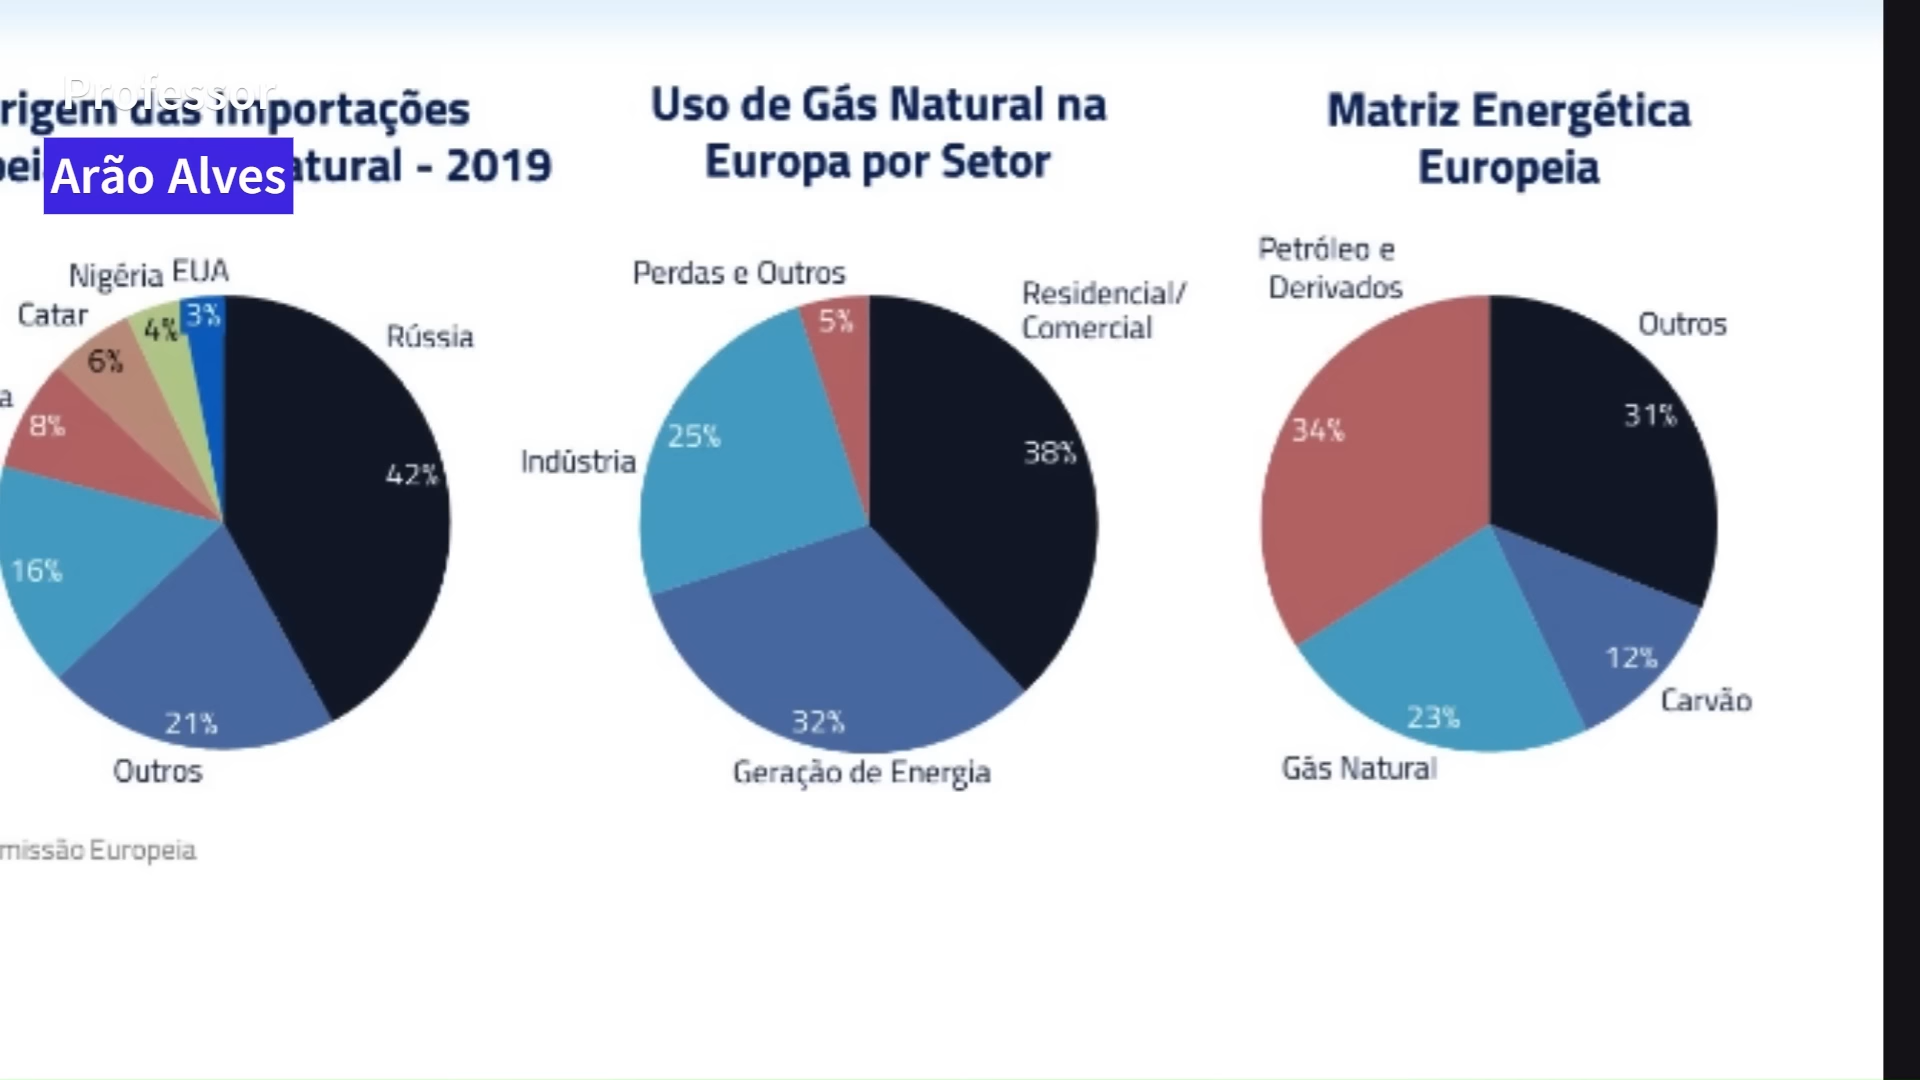 Professor
Arão Alves
rigem das Importações
atural - 2019
Nigéria EUA
Catar
4% 3%
6%
Rússia
a
8%
42%
16%
21%
Outros
missão Europeia
Uso de Gás Natural na
Europa por Setor
Perdas e Outros
Residencial/
Comercial
5%
25%
38%
Indústria
32%
Geração de Energia
Matriz Energética
Europeia
Petróleo e
Derivados
Outros
31%
34%
12%
Carvão
23%
Gás Natural